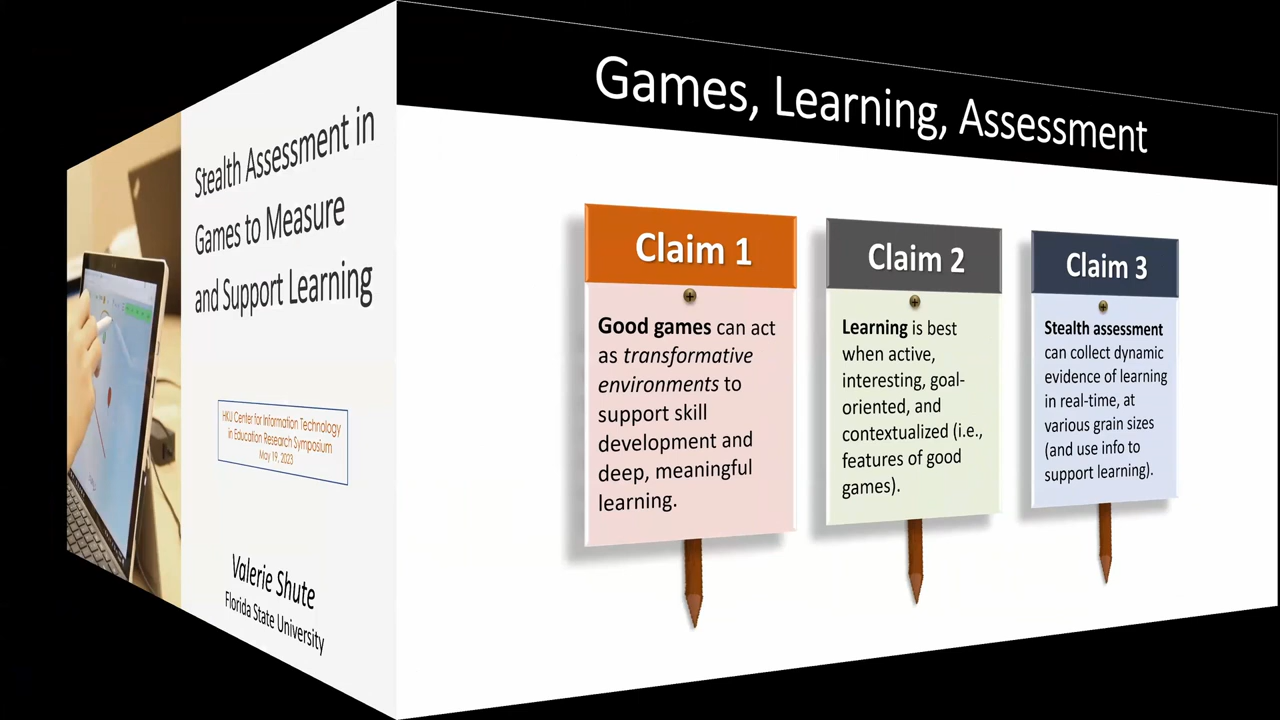 Stealth Assessment in
Games to Measure
and Support Learning
HKU Center for Information Technology
in Education Research Symposium
May 19, 2023
Valerie Shute
Florida State University
Games, Learning, Assessment
Claim 1
Good games can act
as transformative
environments to
support skill
development and
deep, meaningful
learning.
Claim 2
Learning is best
when active,
interesting, goal-
oriented, and
contextualized (i.e.,
features of good
games).
Claim 3
Stealth assessment
can collect dynamic
evidence of learning
in real-time, at
various grain sizes
(and use info to
support learning).